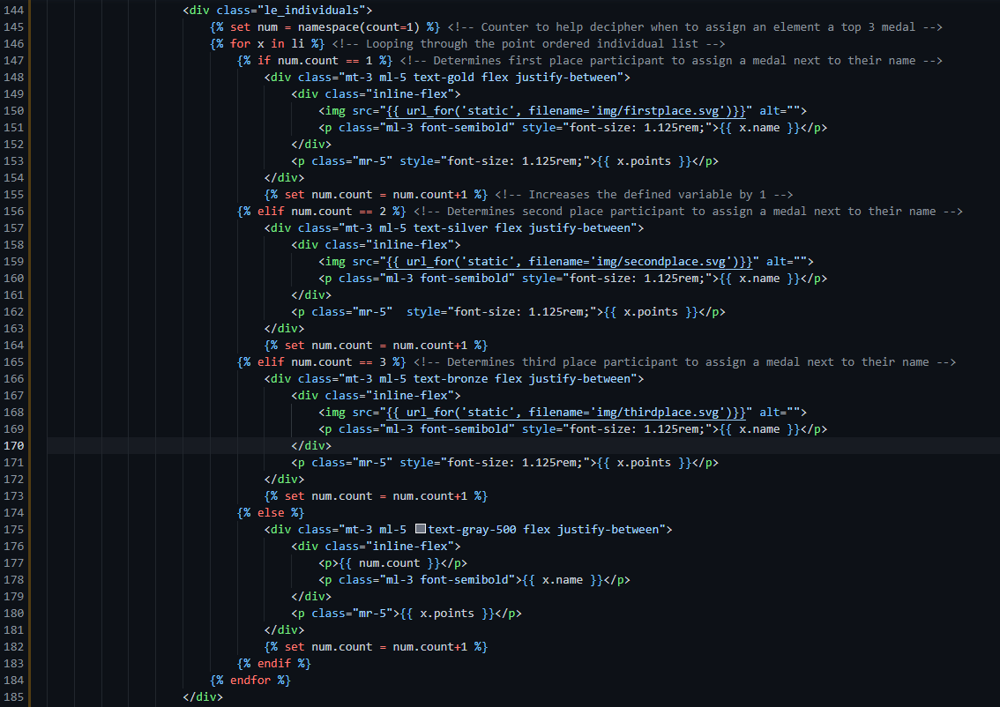 144 <div class="le_individuals">
145 {% set num = namespace(count=1) %} <!-- Counter to help decipher when to assign an element a top 3 medal -->
146 {% for x in li %} <!-- Looping through the point ordered individual list -->
147 {% if num.count == 1 %} <!-- Determines first place participant to assign a medal next to their name -->
148 <div class="mt-3 ml-5 text-gold flex justify-between">
149 <div class="inline-flex">
150 <img src="{{ url_for('static', filename='img/firstplace.svg')}}" alt="">
151 <p class="ml-3 font-semibold" style="font-size: 1.125rem;">{{ x.name }}</p>
152 </div>
153 <p class="mr-5" style="font-size: 1.125rem;">{{ x.points }}</p>
154 </div>
155 {% set num.count = num.count+1 %} <!-- Increases the defined variable by 1 -->
156 {% elif num.count == 2 %} <!-- Determines second place participant to assign a medal next to their name -->
157 <div class="mt-3 ml-5 text-silver flex justify-between">
158 <div class="inline-flex">
159 <img src="{{ url_for('static', filename='img/secondplace.svg')}}" alt="">
160 <p class="ml-3 font-semibold" style="font-size: 1.125rem;">{{ x.name }}</p>
161 </div>
162 <p class="mr-5"  style="font-size: 1.125rem;">{{ x.points }}</p>
163 </div>
164 {% set num.count = num.count+1 %}
165 {% elif num.count == 3 %} <!-- Determines third place participant to assign a medal next to their name -->
166 <div class="mt-3 ml-5 text-bronze flex justify-between">
167 <div class="inline-flex">
168 <img src="{{ url_for('static', filename='img/thirdplace.svg')}}" alt="">
169 <p class="ml-3 font-semibold" style="font-size: 1.125rem;">{{ x.name }}</p>
170 </div>
171 <p class="mr-5" style="font-size: 1.125rem;">{{ x.points }}</p>
172 </div>
173 {% set num.count = num.count+1 %}
174 {% else %}
175 <div class="mt-3 ml-5 text-gray-500 flex justify-between">
176 <div class="inline-flex">
177 <p>{{ num.count }}</p>
178 <p class="ml-3 font-semibold">{{ x.name }}</p>
179 </div>
180 <p class="mr-5">{{ x.points }}</p>
181 </div>
182 {% set num.count = num.count+1 %}
183 {% endif %}
184 {% endfor %}
185 </div>